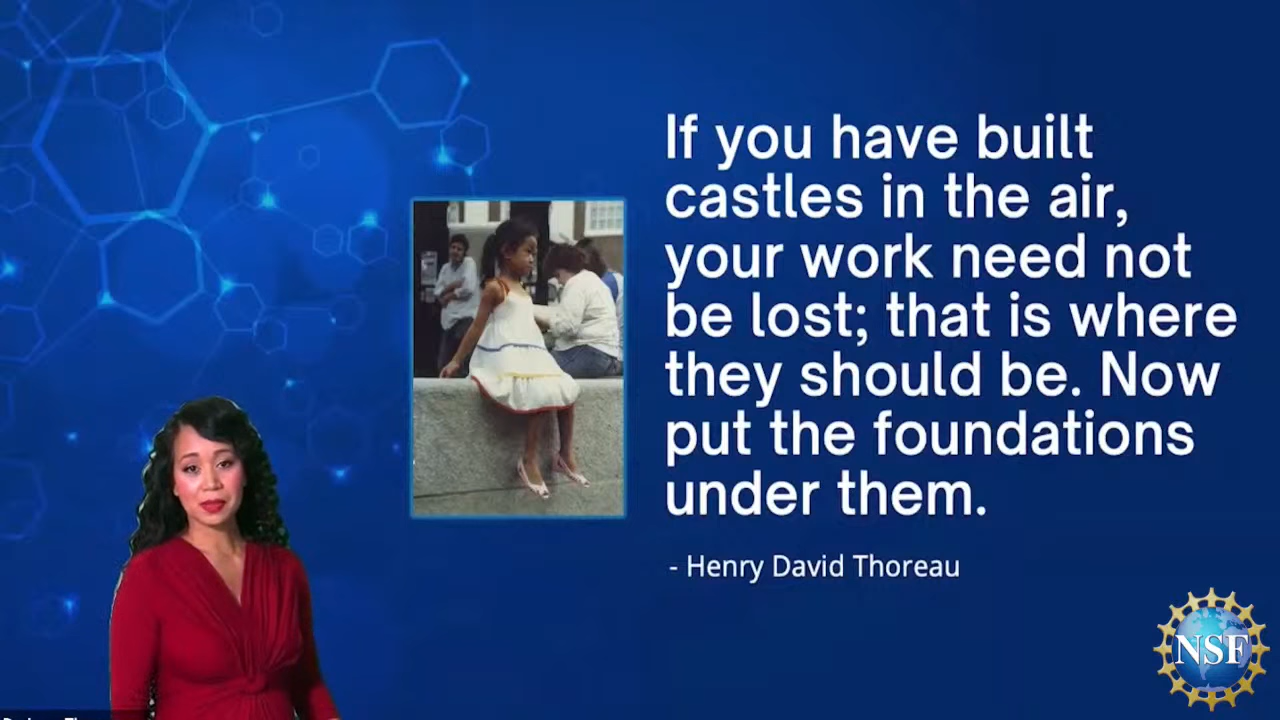 If you have built
castles in the air,
your work need not
be lost; that is where
they should be. Now
put the foundations
under them.
- Henry David Thoreau
NSF